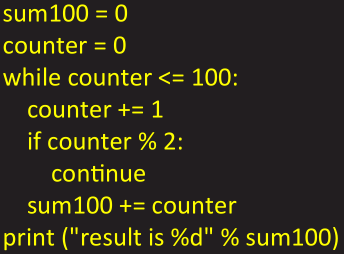 sum100 = 0
counter = 0
while counter <= 100:
    counter += 1
    if counter % 2:
        continue
    sum100 += counter
print ("result is %d" % sum100)